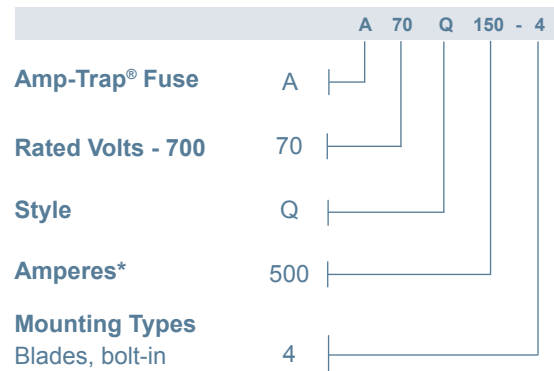 A 70 Q 150 - 4
Amp-Trap® Fuse A
Rated Volts - 700 70
Style Q
Amperes* 500
Mounting Types
Blades, bolt-in 4